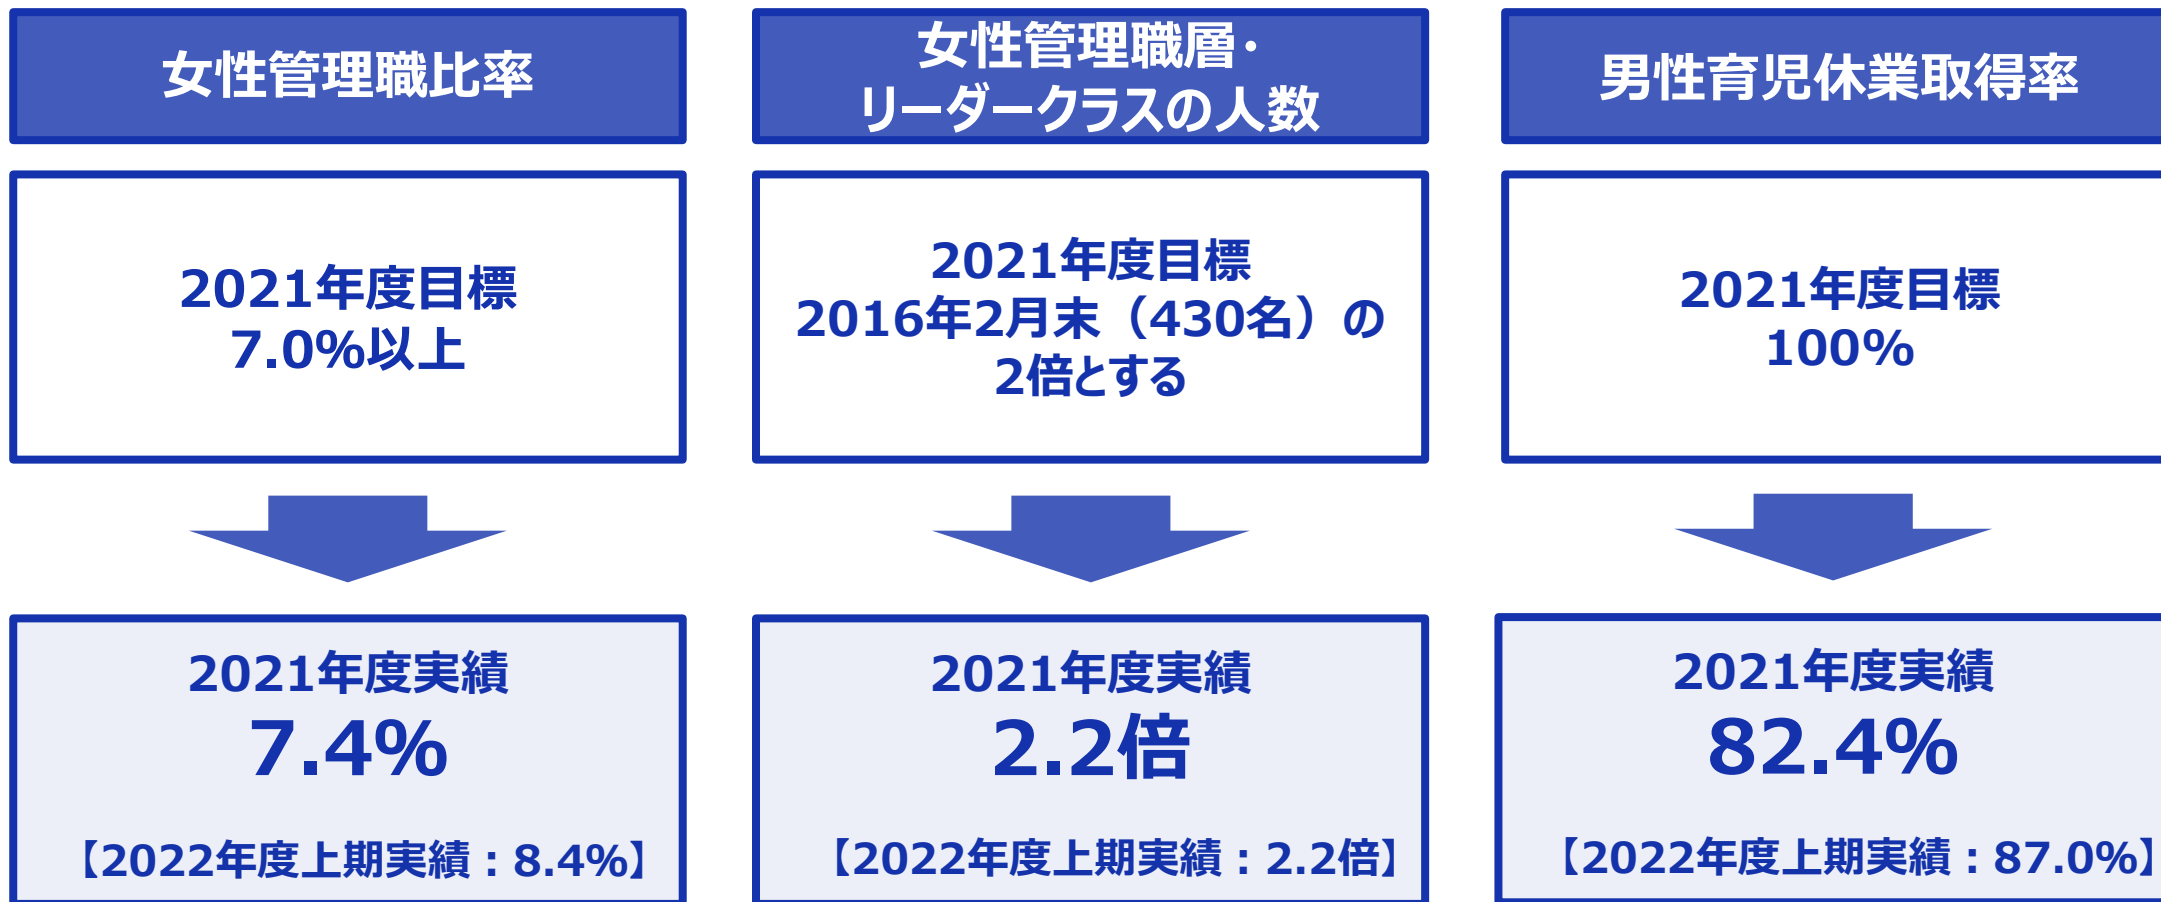 女性管理職比率
2021年度目標
7.0%以上
2021年度実績
7.4%
【2022年度上期実績：8.4%】
女性管理職層・
リーダークラスの人数
2021年度目標
2016年2月末（430名）の
2倍とする
2021年度実績
2.2倍
【2022年度上期実績：2.2倍】
男性育児休業取得率
2021年度目標
100%
2021年度実績
82.4%
【2022年度上期実績：87.0%】